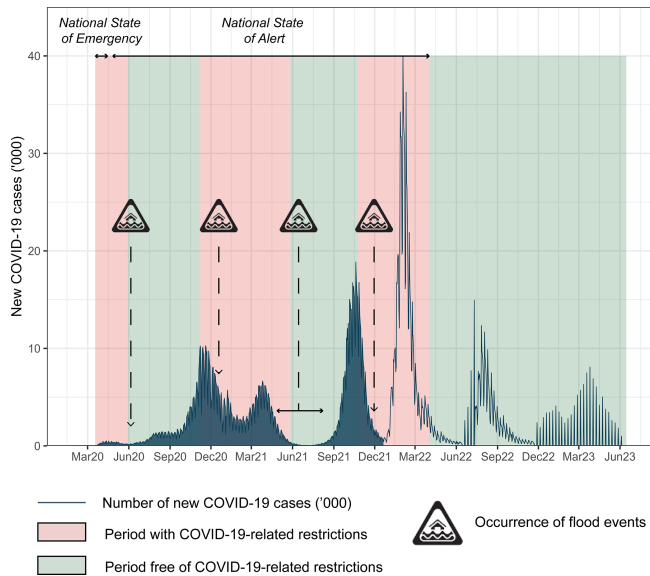 National State
of Emergency
National State
of Alert
New COVID-19 cases ('000)
40
30
20
10
0
Mar20 Jun20 Sep20 Dec20 Mar21 Jun21 Sep21 Dec21 Mar22 Jun22 Sep22 Dec22 Mar23 Jun23
Number of new COVID-19 cases ('000)
Period with COVID-19-related restrictions
Period free of COVID-19-related restrictions
Occurrence of flood events